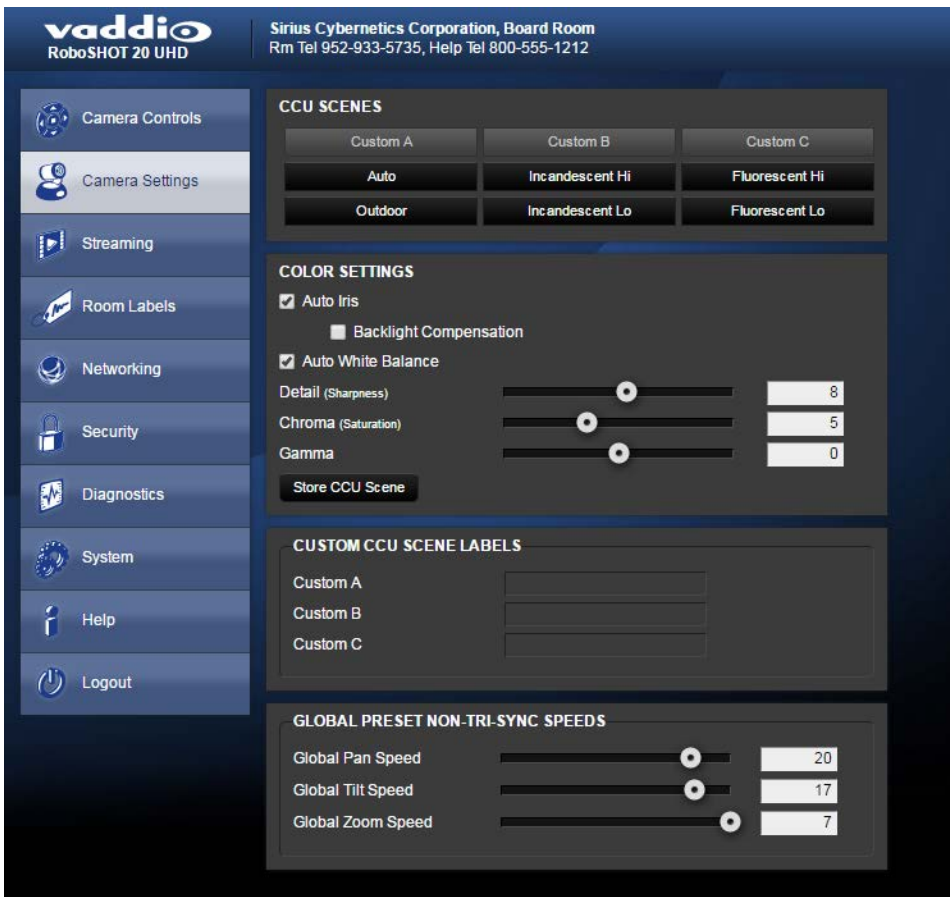 vaddio
RoboSHOT 20 UHD
Sirius Cybernetics Corporation, Board Room
Rm Tel 952-933-5735, Help Tel 800-555-1212
Camera Controls
Camera Settings
Streaming
Room Labels
Networking
Security
Diagnostics
System
Help
Logout
CCU SCENES
Custom A Custom B Custom C
Auto Incandescent Hi Fluorescent Hi
Outdoor Incandescent Lo Fluorescent Lo
COLOR SETTINGS
Auto Iris
Backlight Compensation
Auto White Balance
Detail (Sharpness) 8
Chroma (Saturation) 5
Gamma 0
Store CCU Scene
CUSTOM CCU SCENE LABELS
Custom A
Custom B
Custom C
GLOBAL PRESET NON-TRI-SYNC SPEEDS
Global Pan Speed 20
Global Tilt Speed 17
Global Zoom Speed 7